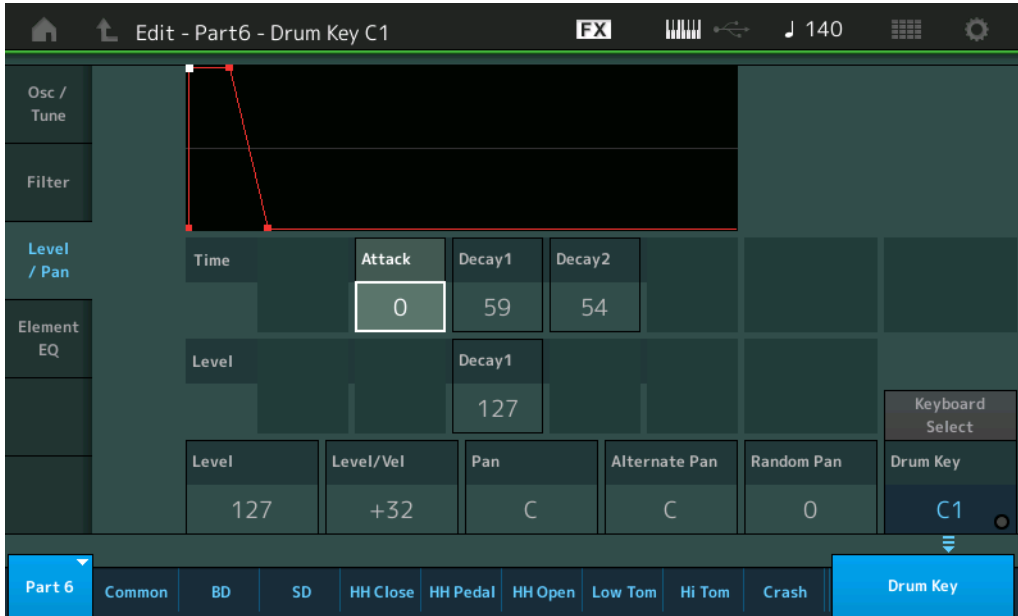 Edit - Part6 - Drum Key C1 FX 140
Osc /
Tune
Filter
Level
/ Pan
Element
EQ
Time Attack Decay1 Decay2
0 59 54
Level Decay1
127
Keyboard
Select
Level Level/Vel Pan Alternate Pan Random Pan Drum Key
127 +32 C C 0 C1
Part 6 Common BD SD HH Close HH Pedal HH Open Low Tom Hi Tom Crash Drum Key